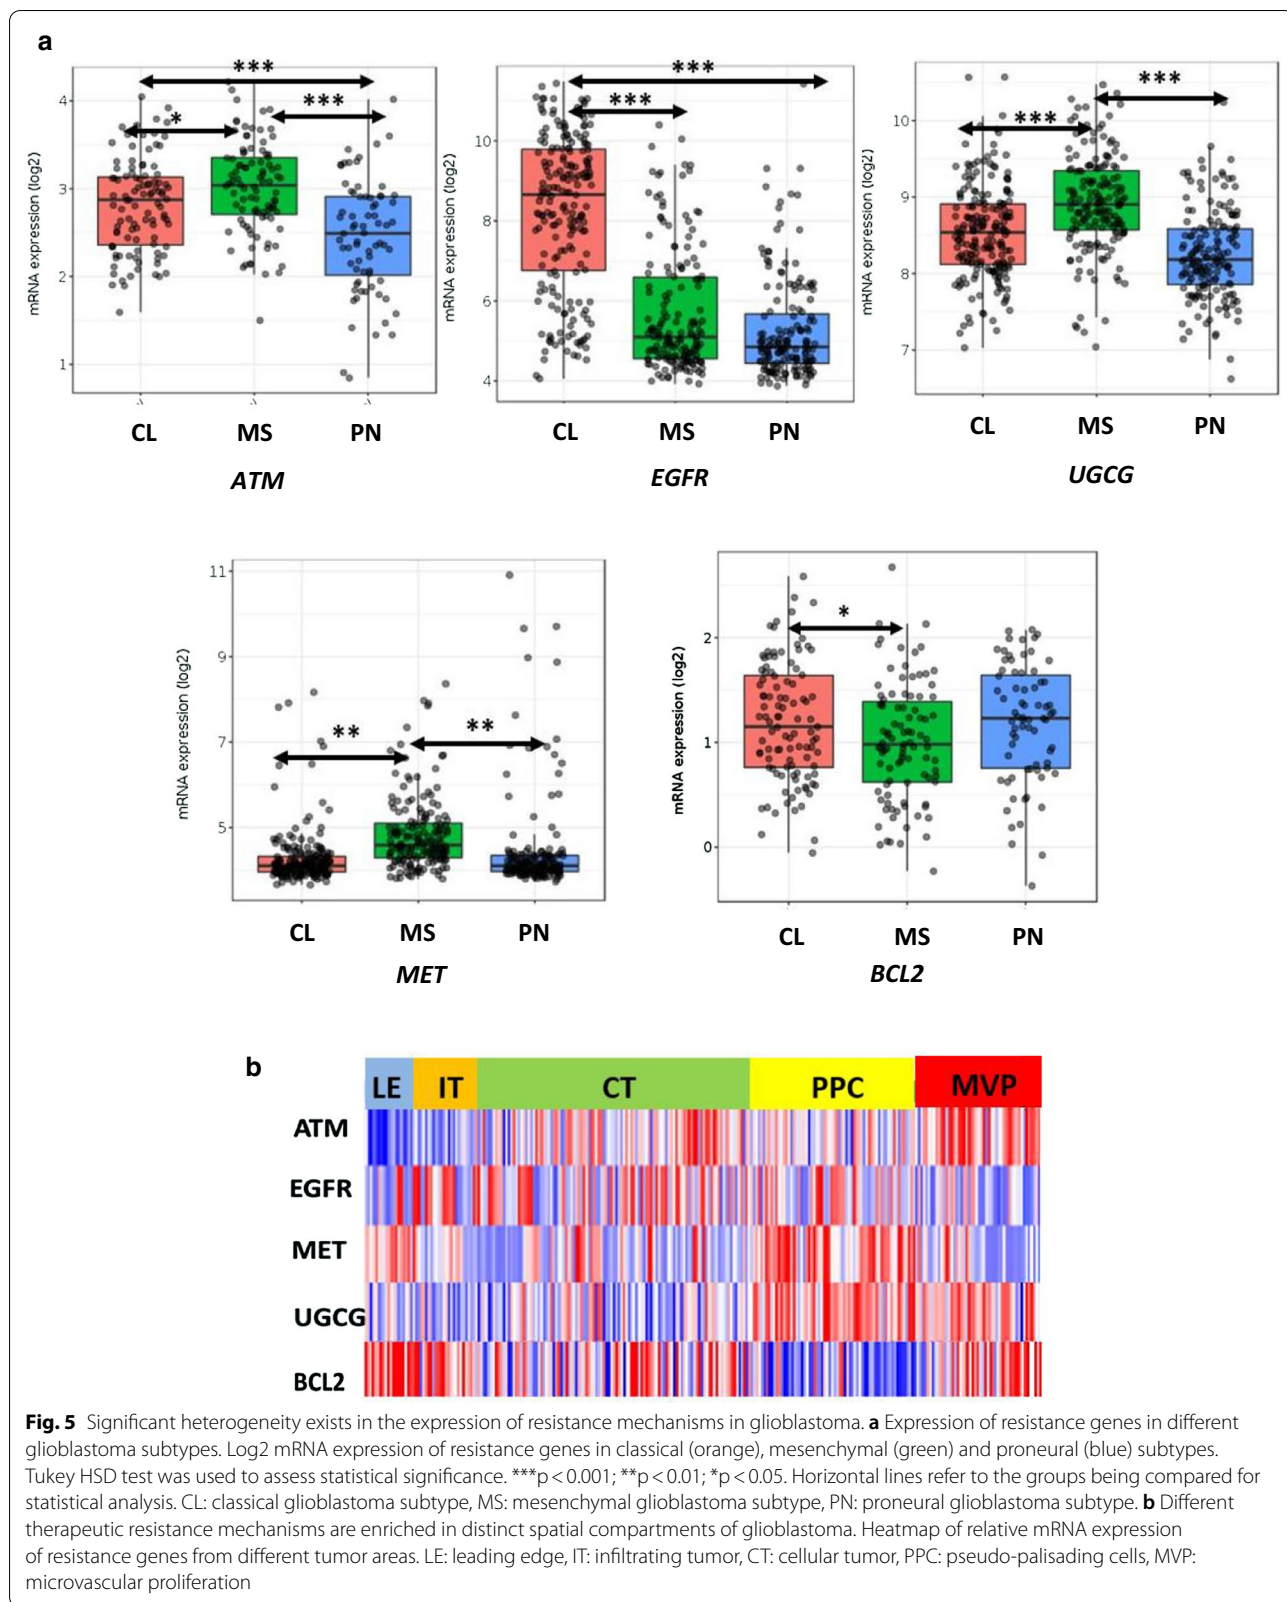 a
***
***
*
mRNA expression (log2)
4
3
2
1
CL MS PN
ATM
***
***
mRNA expression (log2)
10
8
6
4
CL MS PN
EGFR
***
***
mRNA expression (log2)
10
9
8
7
CL MS PN
UGCG
**
**
mRNA expression (log2)
11
9
7
5
CL MS PN
MET
*
mRNA expression (log2)
2
1
0
CL MS PN
BCL2
b
LE IT CT PPC MVP
ATM
EGFR
MET
UGCG
BCL2
Fig. 5 Significant heterogeneity exists in the expression of resistance mechanisms in glioblastoma. a Expression of resistance genes in different
glioblastoma subtypes. Log2 mRNA expression of resistance genes in classical (orange), mesenchymal (green) and proneural (blue) subtypes.
Tukey HSD test was used to assess statistical significance. ***p < 0.001; **p < 0.01; *p < 0.05. Horizontal lines refer to the groups being compared for
statistical analysis. CL: classical glioblastoma subtype, MS: mesenchymal glioblastoma subtype, PN: proneural glioblastoma subtype. b Different
therapeutic resistance mechanisms are enriched in distinct spatial compartments of glioblastoma. Heatmap of relative mRNA expression
of resistance genes from different tumor areas. LE: leading edge, IT: infiltrating tumor, CT: cellular tumor, PPC: pseudo-palisading cells, MVP:
microvascular proliferation